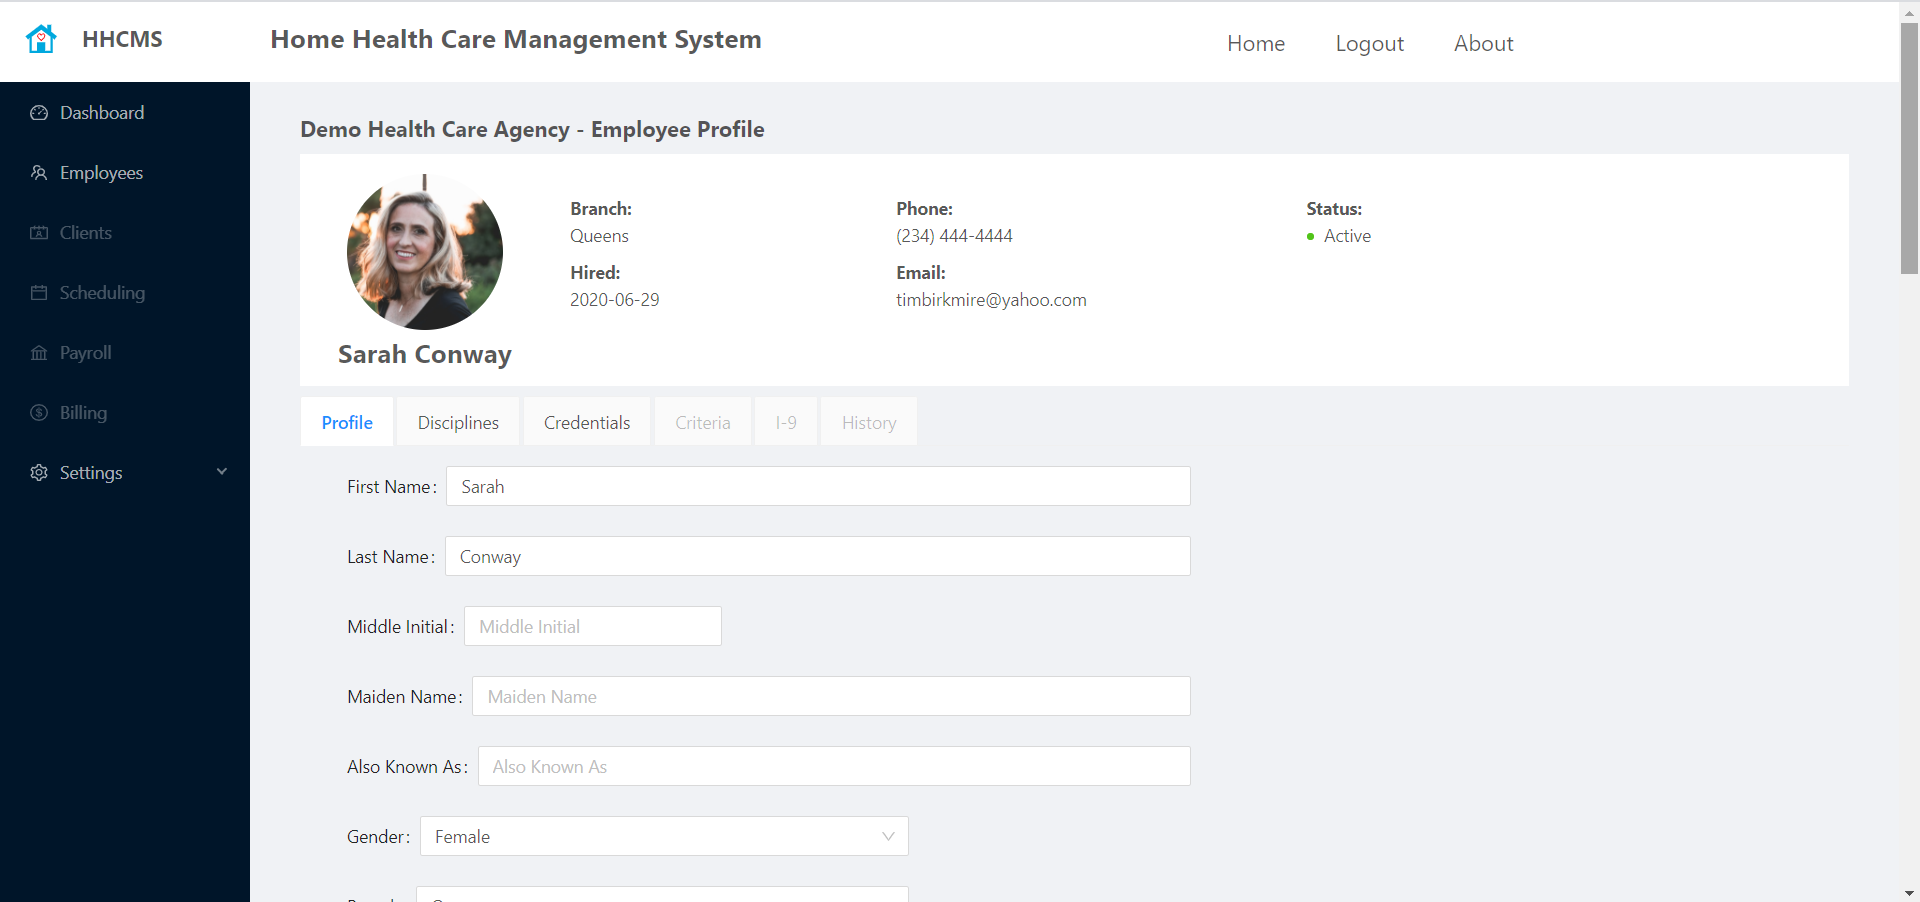 HHCMS
Home Health Care Management System
Home Logout About
Dashboard
Employees
Clients
Scheduling
Payroll
Billing
Settings
Demo Health Care Agency - Employee Profile
Sarah Conway
Branch:
Queens
Hired:
2020-06-29
Phone:
(234) 444-4444
Email:
timbirkmire@yahoo.com
Status:
Active
Profile Disciplines Credentials Criteria I-9 History
First Name: Sarah
Last Name: Conway
Middle Initial: Middle Initial
Maiden Name: Maiden Name
Also Known As: Also Known As
Gender: Female